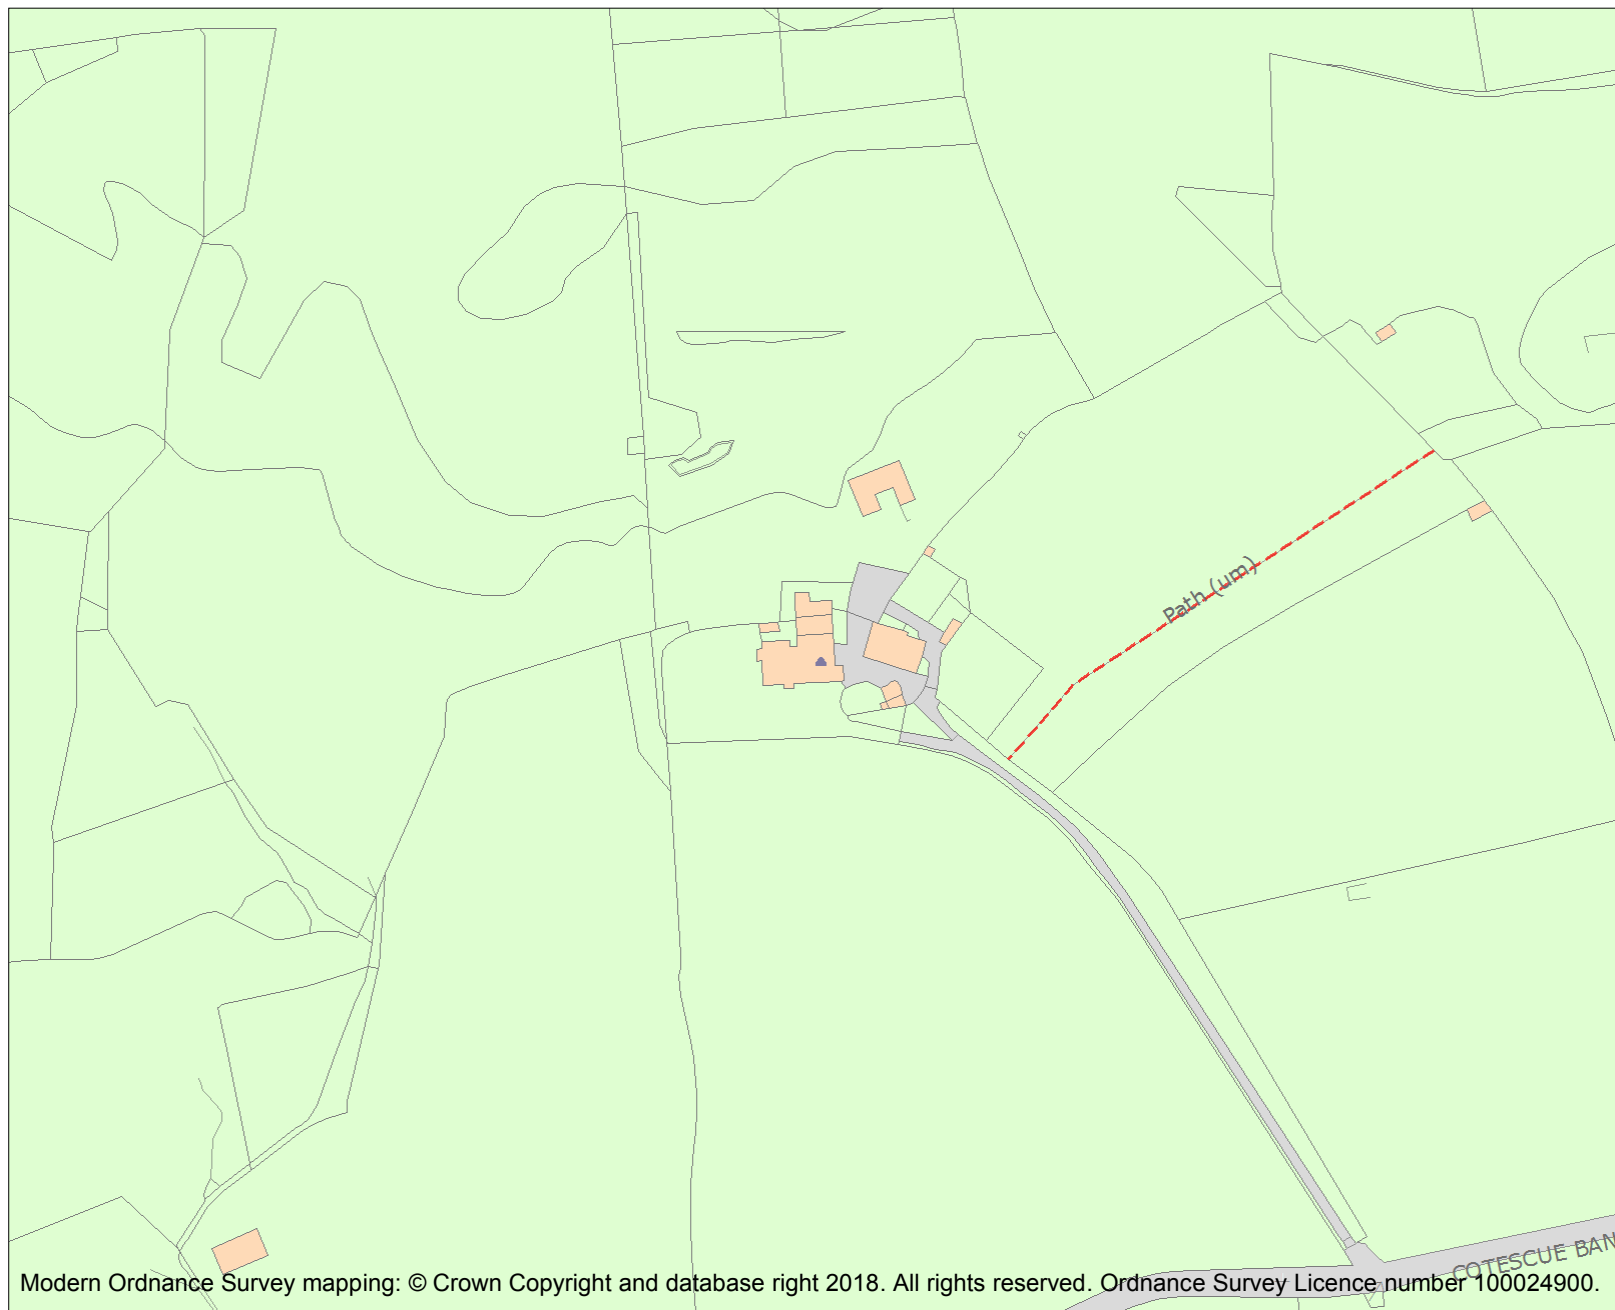 Path (um)
COTESCUE BAN
Modern Ordnance Survey mapping: © Crown Copyright and database right 2018. All rights reserved. Ordnance Survey Licence number 100024900.